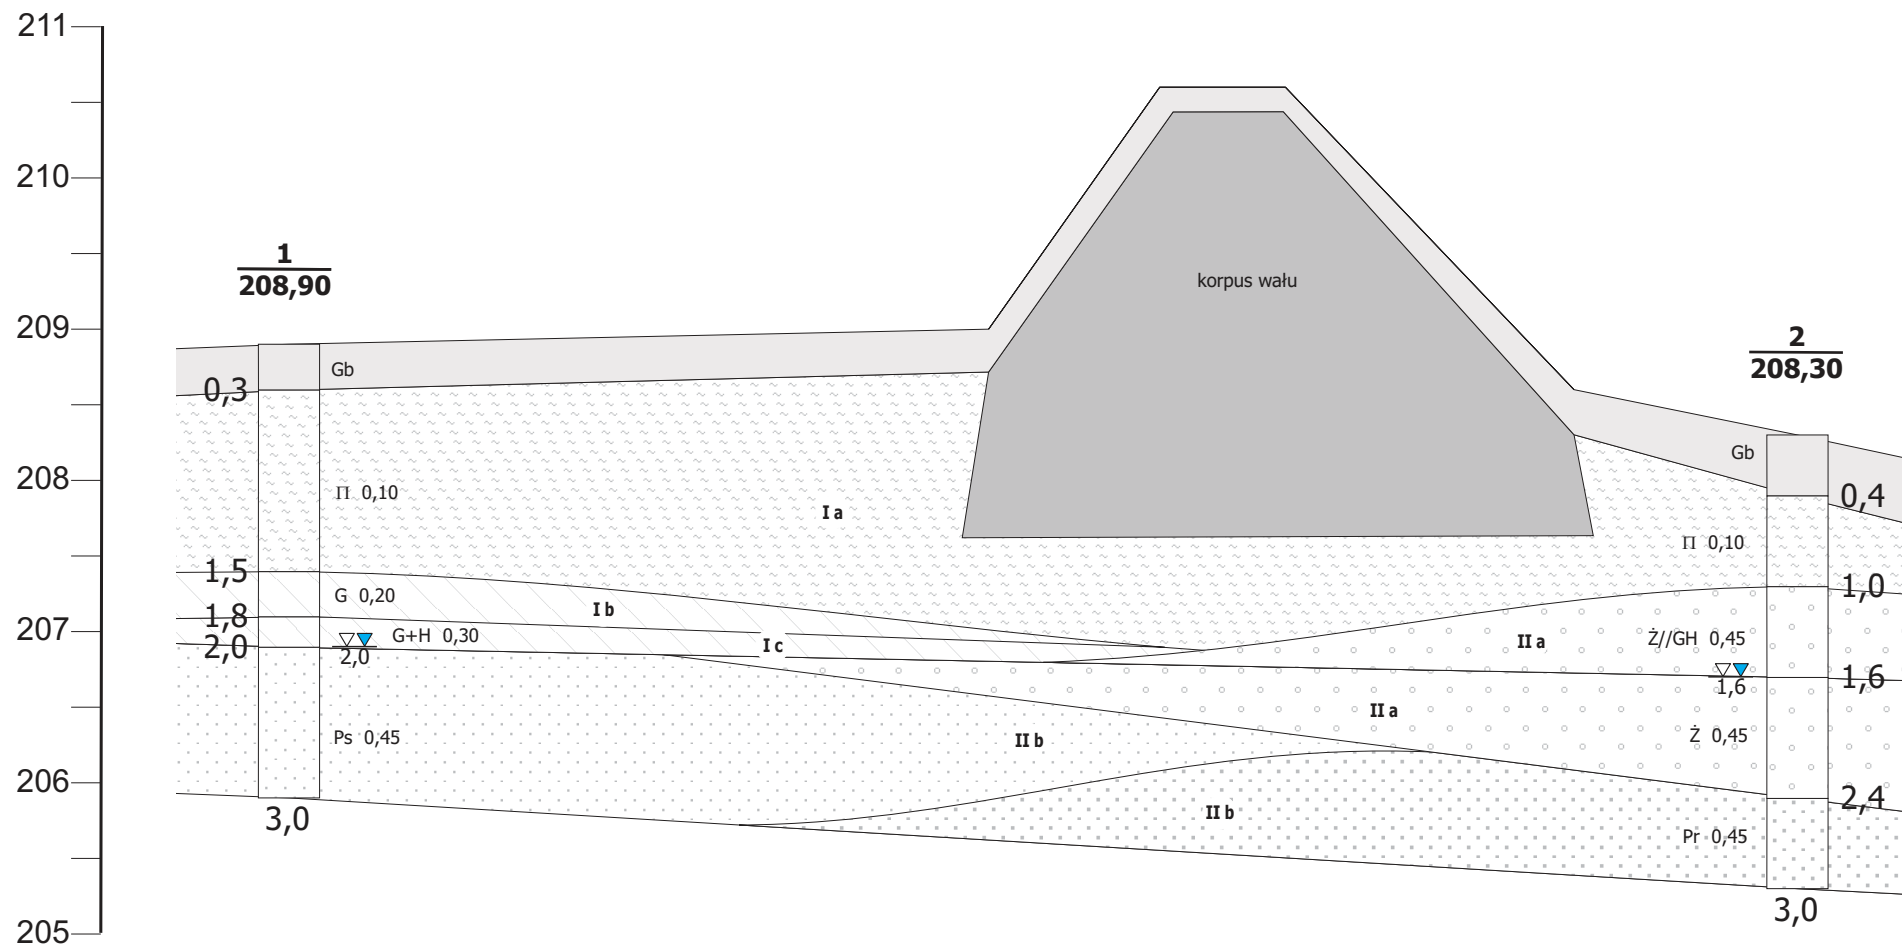 211
210
209
208
207
206
205
1
208,90
0,3
1,5
1,8
2,0
3,0
Gb
Π 0,10
G 0,20
G+H 0,30
2,0
Ps 0,45
I a
I b
I c
II b
korpus wału
II a
II a
II b
2
208,30
Gb
Π 0,10
Ż//GH 0,45
1,6
Ż 0,45
Pr 0,45
0,4
1,0
1,6
2,4
3,0